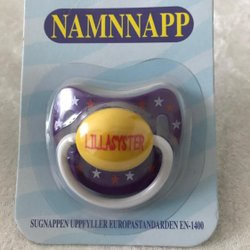 NAMNNAPP
LILLASYSTER
SUGNAPPEN UPPFYLLER EUROPASTANDARDEN EN-1400